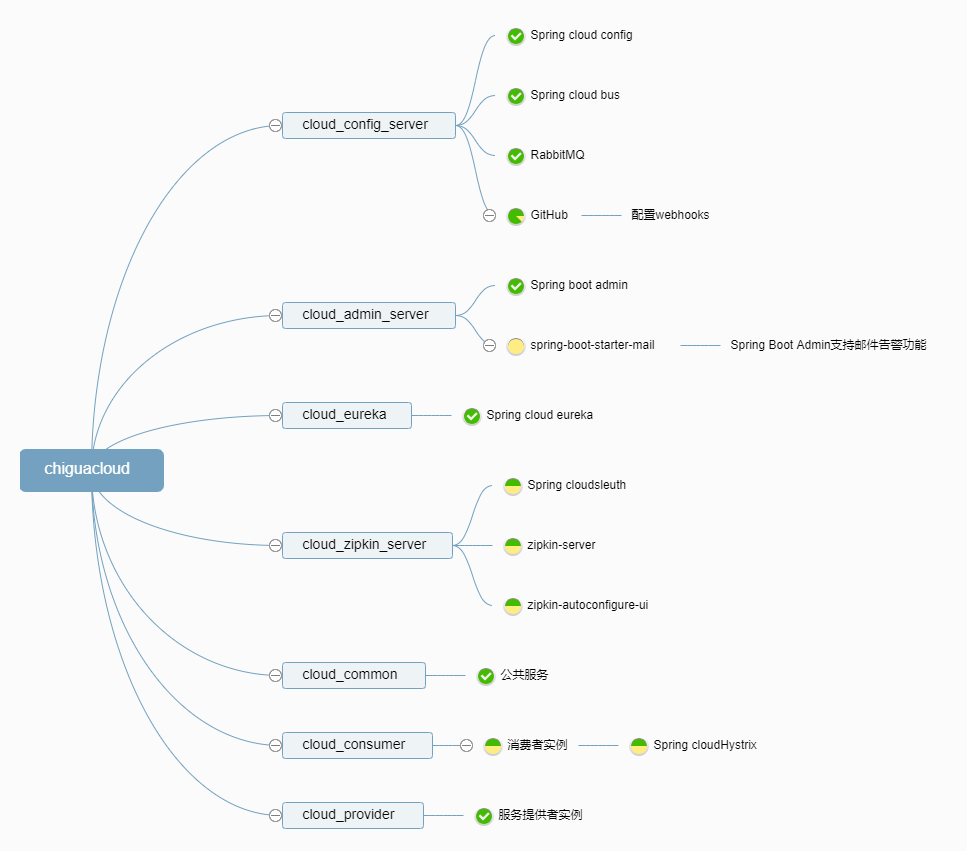 Spring cloud config
Spring cloud bus
cloud_config_server
RabbitMQ
GitHub
配置webhooks
Spring boot admin
cloud_admin_server
spring-boot-starter-mail
Spring Boot Admin支持邮件告警功能
cloud_eureka
Spring cloud eureka
chiguacloud
Spring cloudsleuth
cloud_zipkin_server
zipkin-server
zipkin-autoconfigure-ui
cloud_common
公共服务
cloud_consumer
消费者实例
Spring cloudHystrix
cloud_provider
服务提供者实例